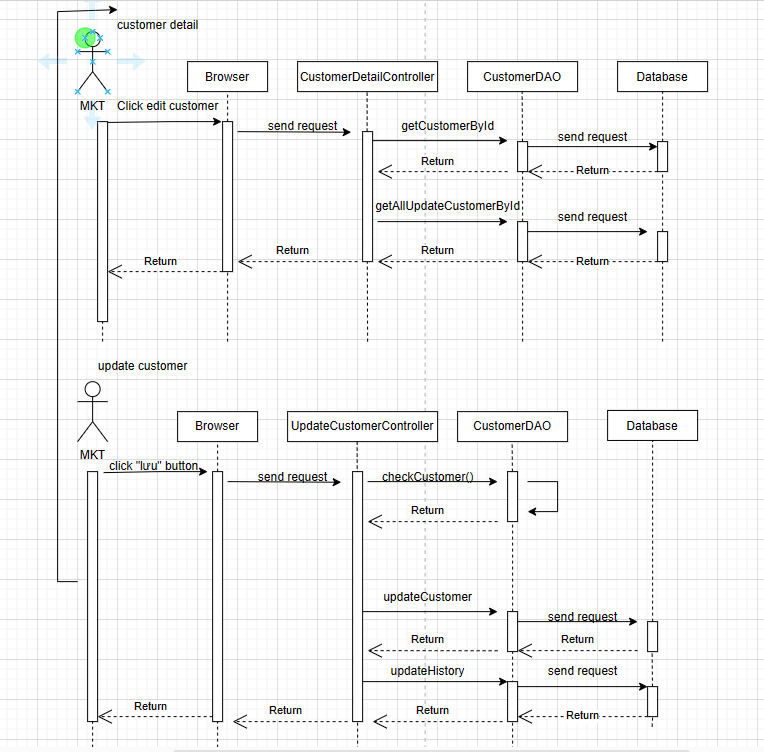 customer detail
Browser
CustomerDetailController
CustomerDAO
Database
MKT
Click edit customer
send request
getCustomerById
send request
Return
Return
getAllUpdateCustomerById
send request
Return
Return
Return
Return
update customer
Browser
UpdateCustomerController
CustomerDAO
Database
MKT
click "lưu" button
send request
checkCustomer()
Return
updateCustomer
send request
Return
Return
updateHistory
send request
Return
Return
Return
Return